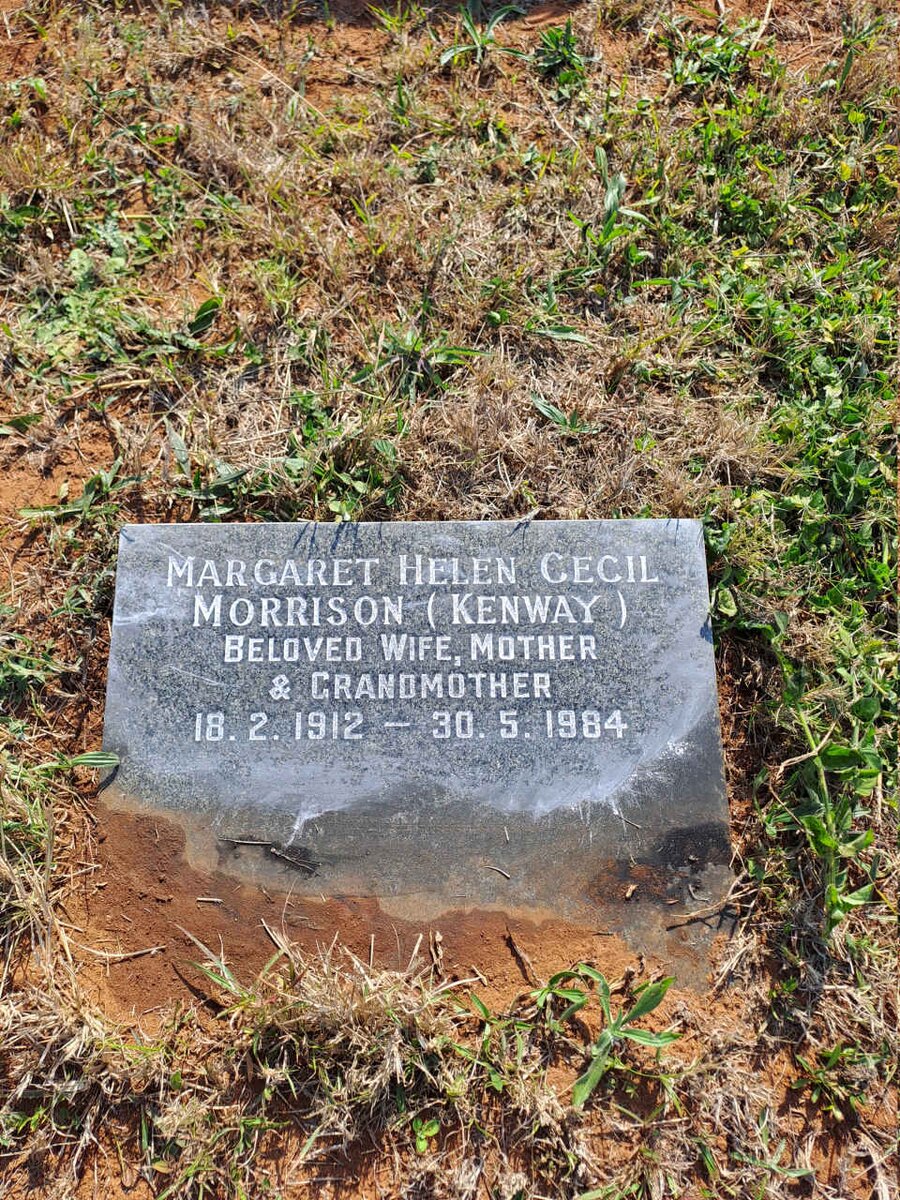 MARGARET HELEN CECIL
MORRISON (KENWAY)
BELOVED WIFE, MOTHER
& GRANDMOTHER
18. 2. 1912 – 30. 5. 1984